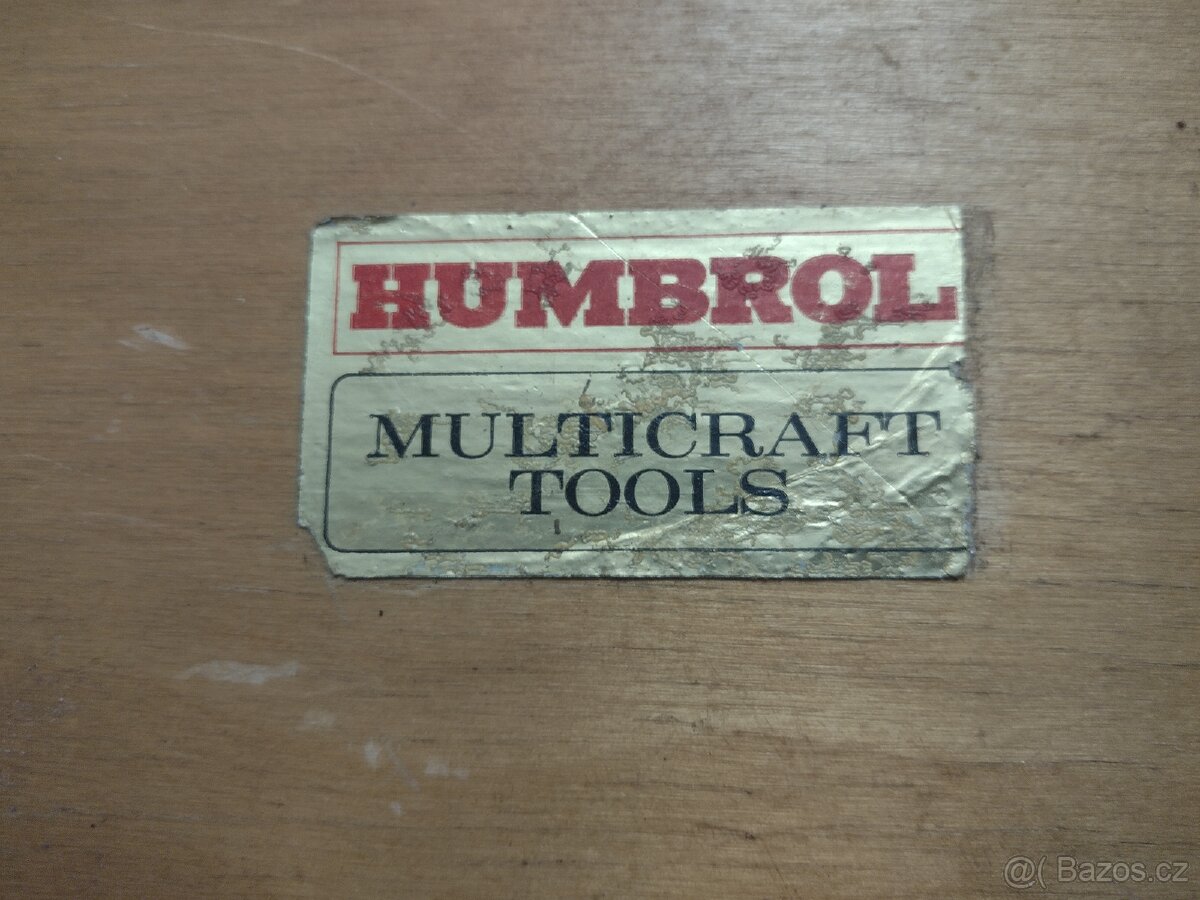 HUMBROL
MULTICRAFT
TOOLS
@( Bazos.cz